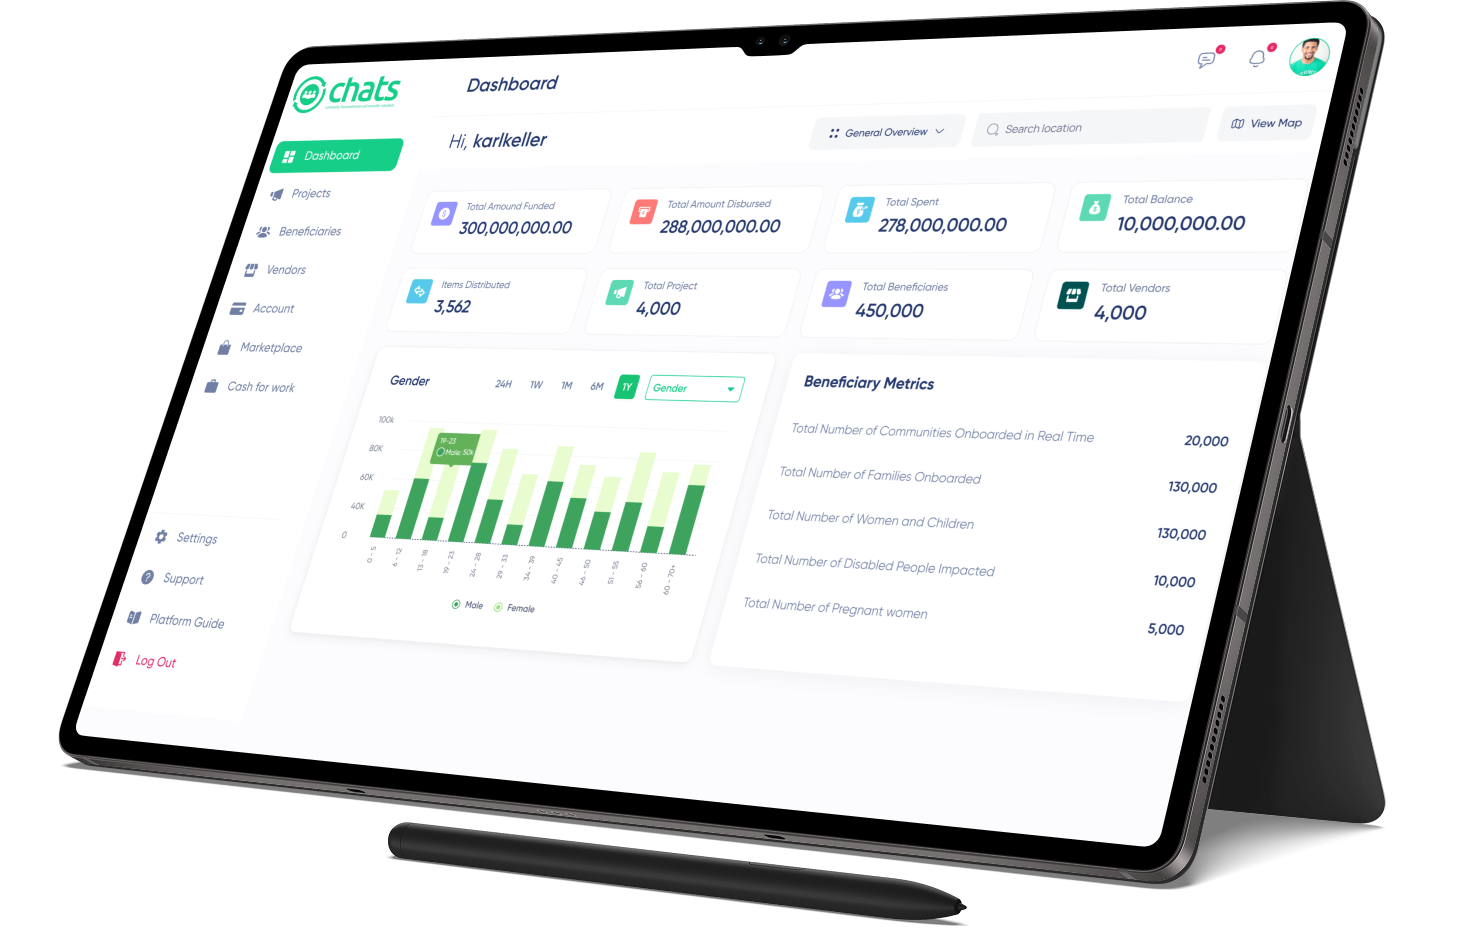 chats
Dashboard
Hi, karlkeller
General Overview
Search location
View Map
Dashboard
Projects
Beneficiaries
Vendors
Account
Marketplace
Cash for work
Settings
Support
Platform Guide
Log Out
Total Amound Funded
300,000,000.00
Total Amount Disbursed
288,000,000.00
Total Spent
278,000,000.00
Total Balance
10,000,000.00
Items Distributed
3,562
Total Project
4,000
Total Beneficiaries
450,000
Total Vendors
4,000
Gender
24H 1W 1M 6M 1Y
Gender
100k
80K
60K
40K
0
19-23
Male: 50k
0 - 5
6 - 12
13 - 18
19 - 23
24 - 28
29 - 33
34 - 39
40 - 45
46 - 50
51 - 55
56 - 60
60 - 70+
Male Female
Beneficiary Metrics
Total Number of Communities Onboarded in Real Time 20,000
Total Number of Families Onboarded 130,000
Total Number of Women and Children 130,000
Total Number of Disabled People Impacted 10,000
Total Number of Pregnant women 5,000